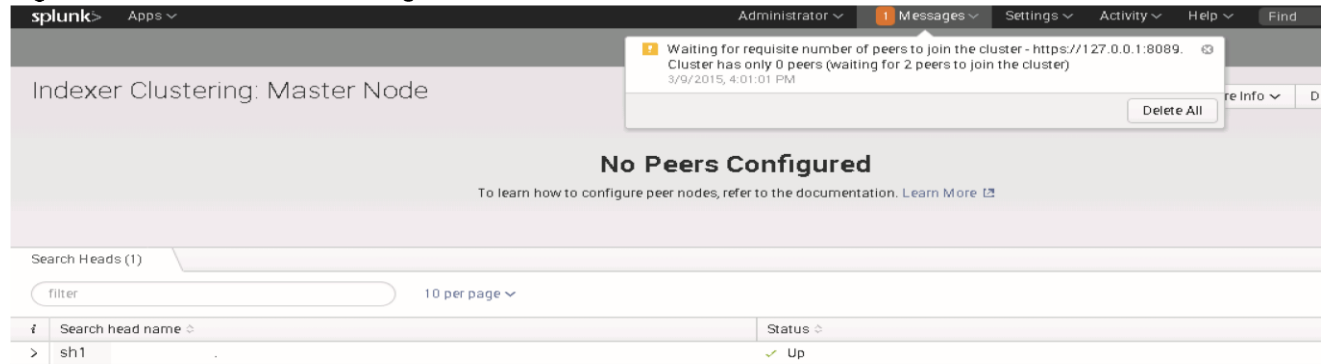 splunk> Apps Administrator 1 Messages Settings Activity Help Find
Waiting for requisite number of peers to join the cluster - https://127.0.0.1:8089.
Cluster has only 0 peers (waiting for 2 peers to join the cluster)
3/9/2015, 4:01:01 PM
Delete All
Indexer Clustering: Master Node
re Info D
No Peers Configured
To learn how to configure peer nodes, refer to the documentation. Learn More
Search Heads (1)
filter
10 per page
i Search head name Status
> sh1 Up